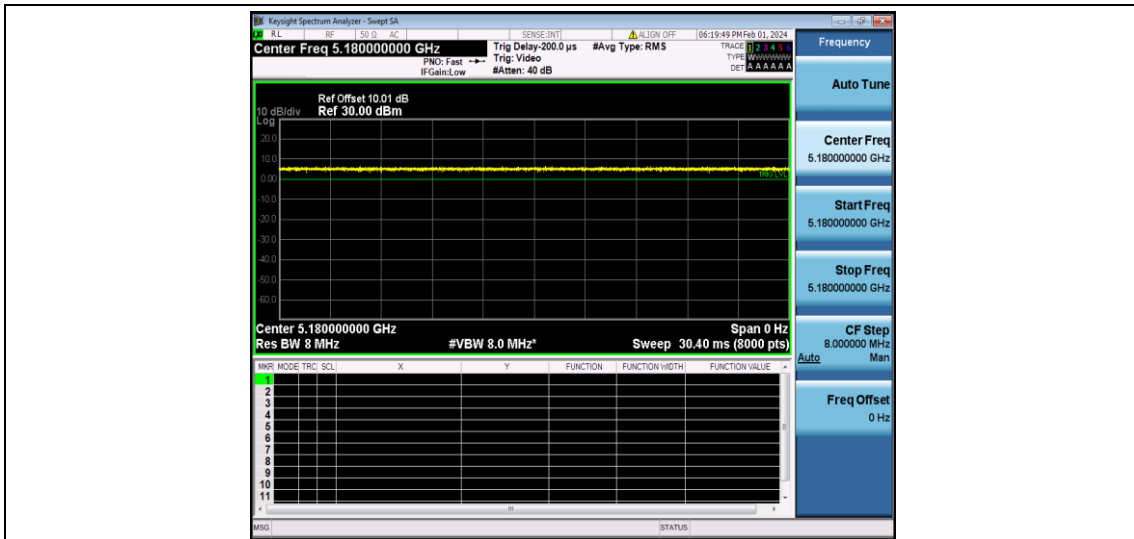 Keysight Spectrum Analyzer - Swept SA
RL RF 50 Ω AC SENSE:INT ALIGN OFF 06:19:49 PM Feb 01, 2024
Center Freq 5.180000000 GHz
PNO: Fast
IFGain:Low
Trig Delay-200.0 µs
Trig: Video
#Atten: 40 dB
#Avg Type: RMS
TRACE 1 2 3 4 5 6
TYPE WWWWWW
DET A A A A A A
Ref Offset 10.01 dB
10 dB/div Ref 30.00 dBm
Log
20.0
10.0
0.00
TRIG LVL
-10.0
-20.0
-30.0
-40.0
-50.0
-60.0
Center 5.180000000 GHz Span 0 Hz
Res BW 8 MHz #VBW 8.0 MHz* Sweep 30.40 ms (8000 pts)
MKR MODE TRC SCL X Y FUNCTION FUNCTION WIDTH FUNCTION VALUE
1
2
3
4
5
6
7
8
9
10
11
MSG STATUS
Frequency
Auto Tune
Center Freq
5.180000000 GHz
Start Freq
5.180000000 GHz
Stop Freq
5.180000000 GHz
CF Step
8.000000 MHz
Auto Man
Freq Offset
0 Hz